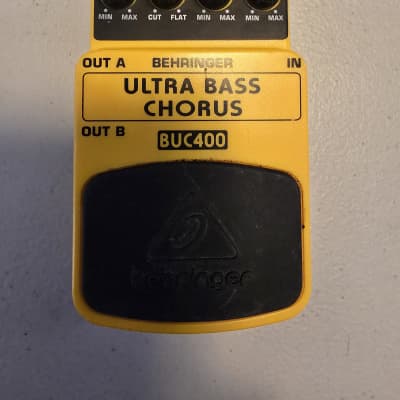 MIN MAX CUT FLAT MIN MAX MIN MAX
OUT A BEHRINGER IN
ULTRA BASS
CHORUS
OUT B
BUC400
behringer